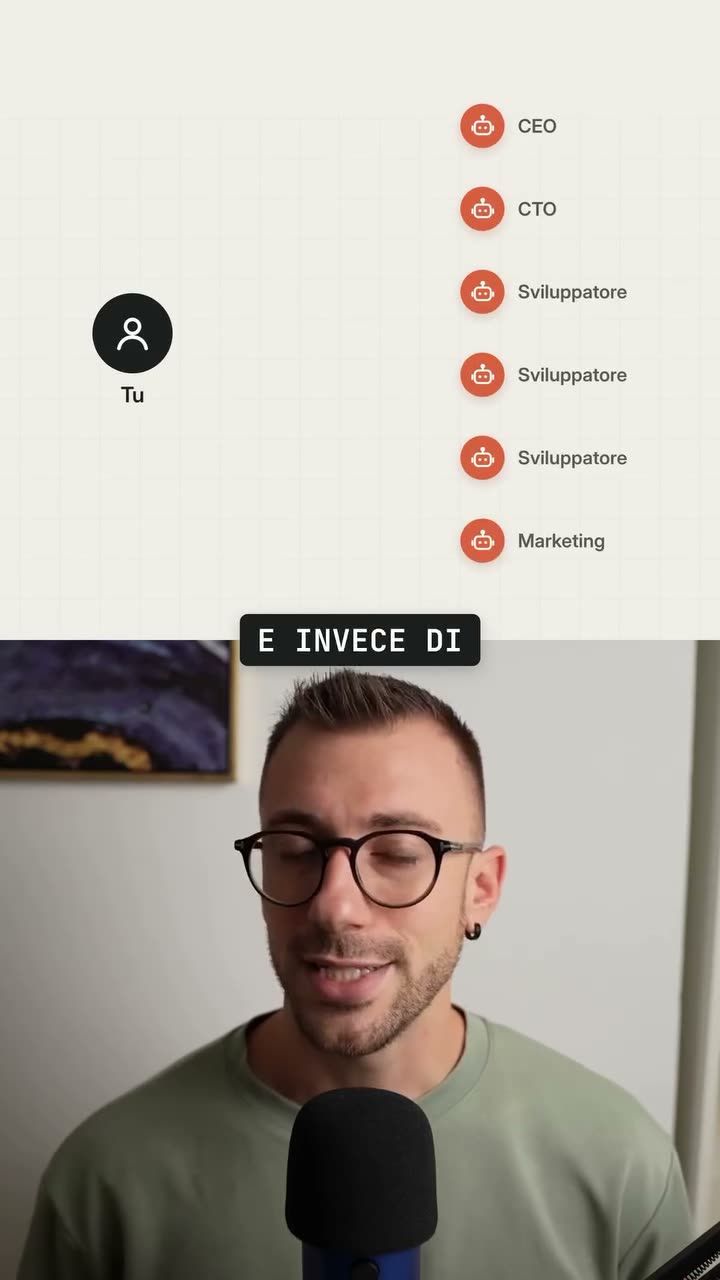 CEO
CTO
Sviluppatore
Tu
Sviluppatore
Sviluppatore
Marketing
E INVECE DI